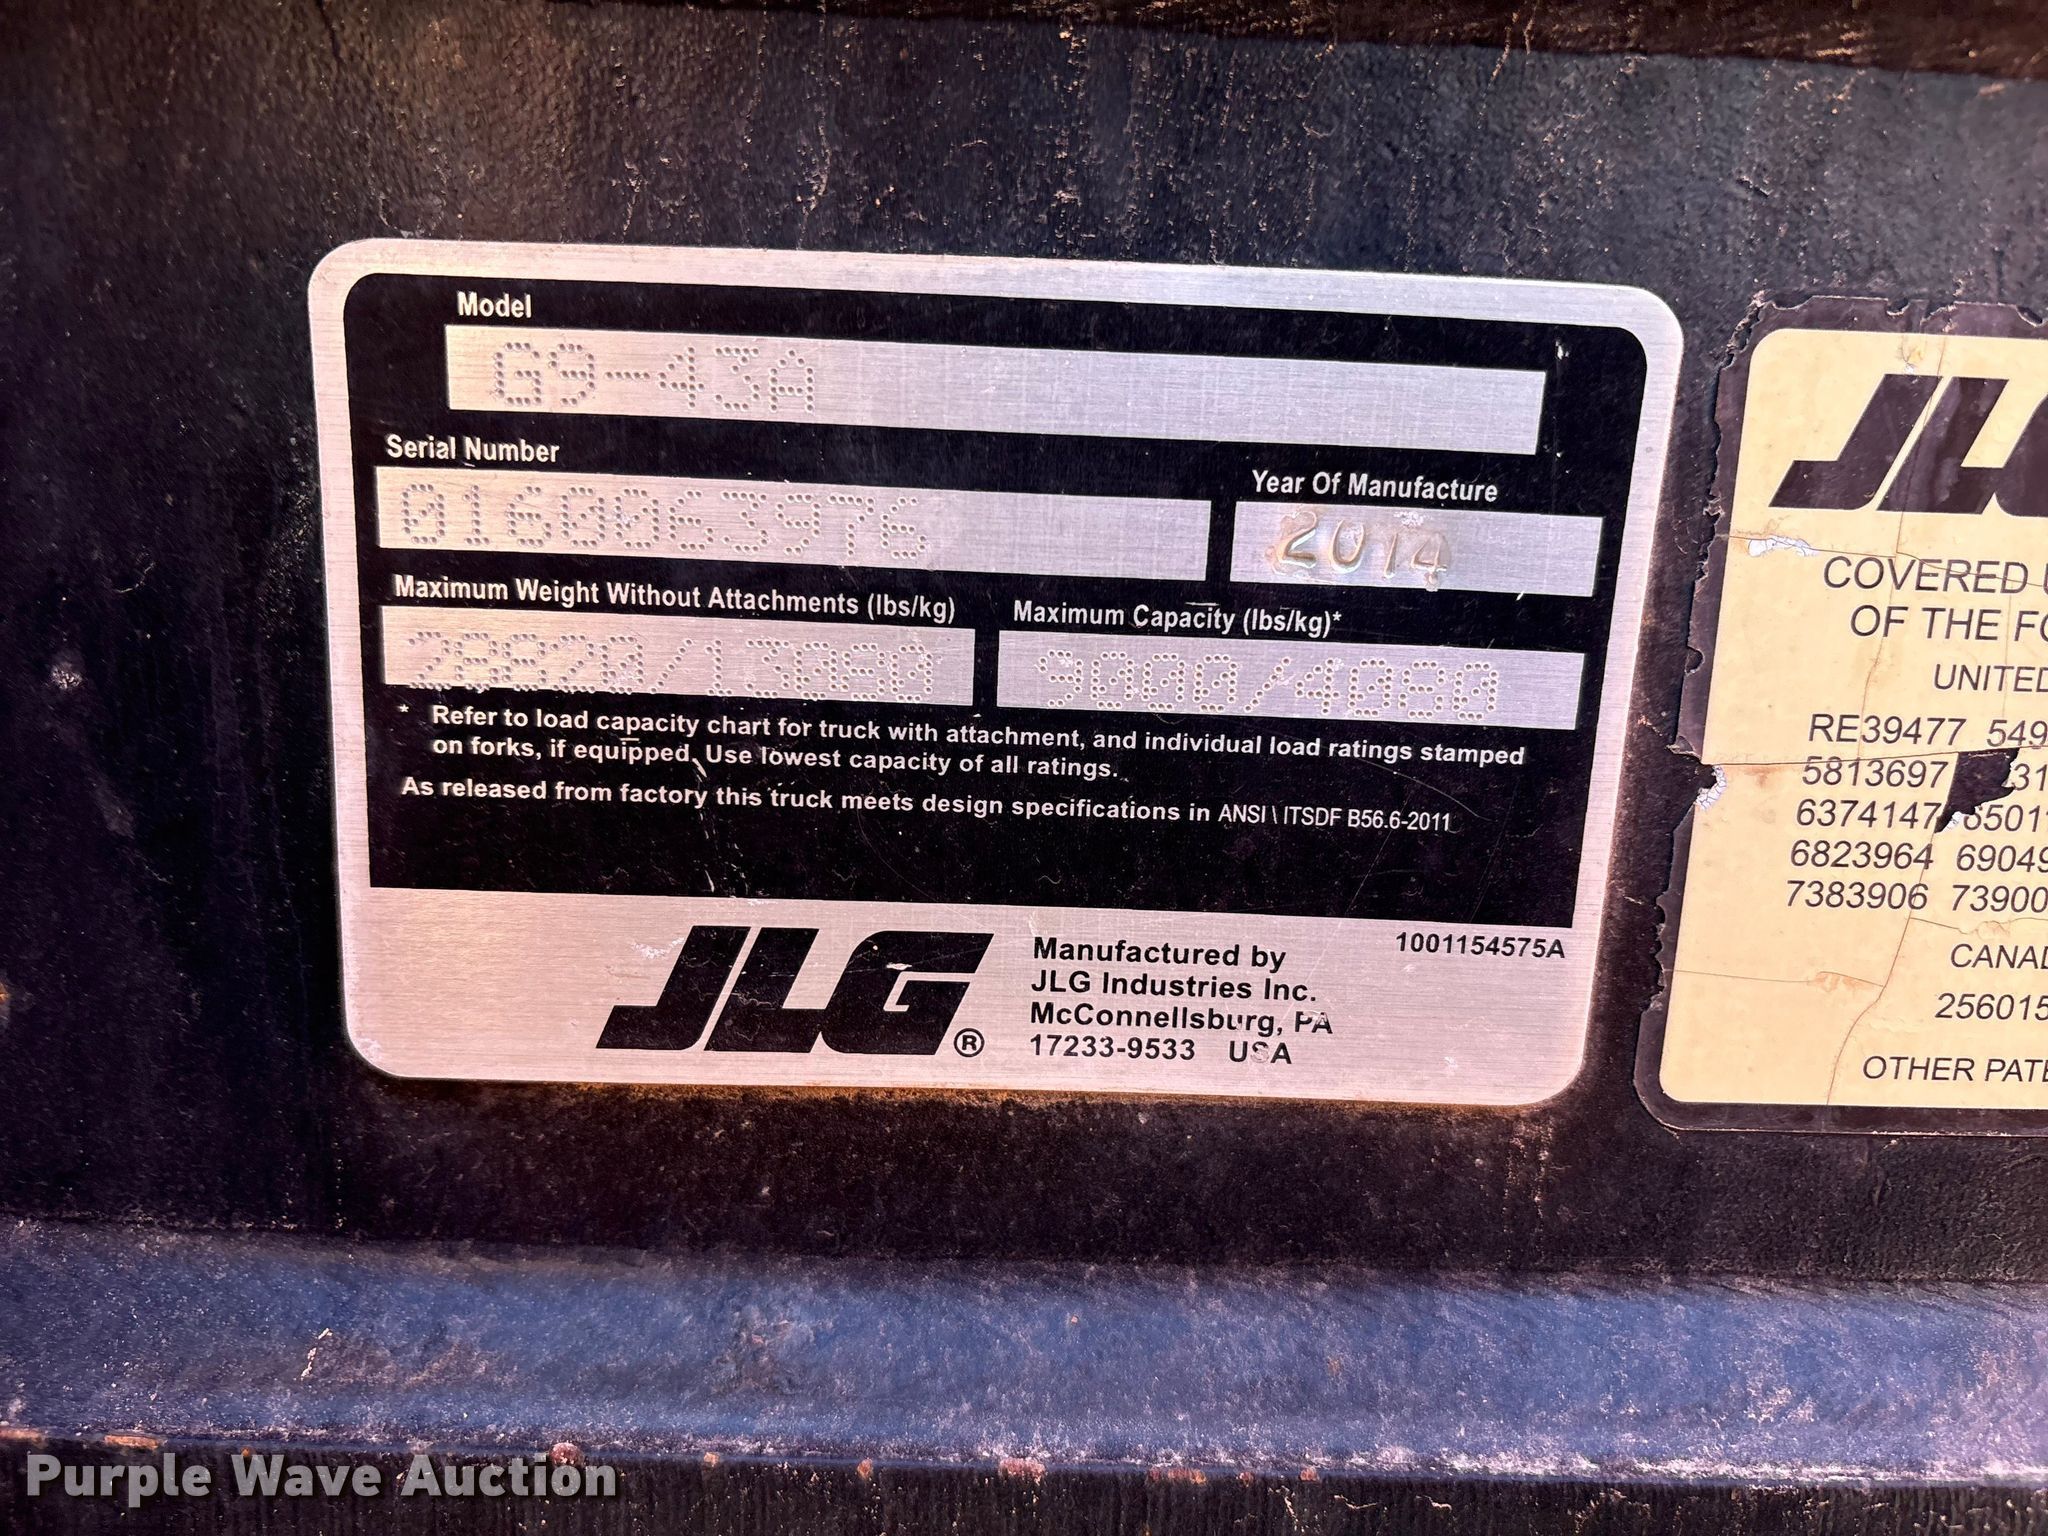 Model
G9-43A
Serial Number
0160063976
Year Of Manufacture
2014
Maximum Weight Without Attachments (lbs/kg)
28820/13080
Maximum Capacity (lbs/kg)*
9000/4080
* Refer to load capacity chart for truck with attachment, and individual load ratings stamped
on forks, if equipped. Use lowest capacity of all ratings.
As released from factory this truck meets design specifications in ANSI \ ITSDF B56.6-2011
JLG®
Manufactured by
JLG Industries Inc.
McConnellsburg, PA
17233-9533 USA
1001154575A
COVERED
OF THE
UNITED
RE39477
5813697
6374147
6823964
7383906
OTHER
Purple Wave Auction